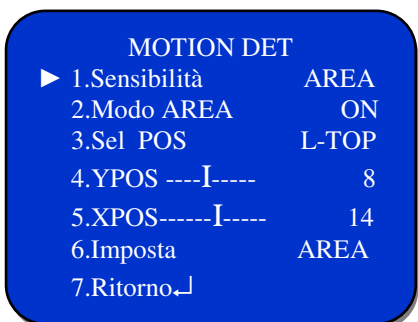 MOTION DET
► 1.Sensibilità AREA
2.Modo AREA ON
3.Sel POS L-TOP
4.YPOS ----I----- 8
5.XPOS------I----- 14
6.Imposta AREA
7.Ritorno↵